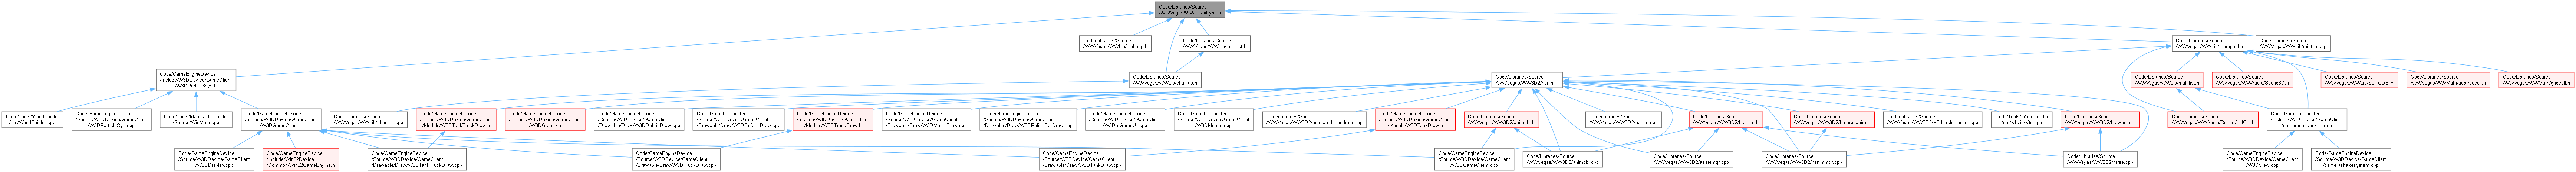 Code/Libraries/Source
/WWVegas/WWLib/bittype.h
Code/Libraries/Source
/WWVegas/WWLib/binheap.h
Code/Libraries/Source
/WWVegas/WWLib/iostruct.h
Code/Libraries/Source
/WWVegas/WWLib/mempool.h
Code/Libraries/Source
/WWVegas/WWLib/mixfile.cpp
Code/GameEngineDevice
/Include/W3DDevice/GameClient
/W3DParticleSys.h
Code/Libraries/Source
/WWVegas/WWLib/chunkio.h
Code/Libraries/Source
/WWVegas/WW3D2/hanim.h
Code/Libraries/Source
/WWVegas/WWLib/multilist.h
Code/Libraries/Source
/WWVegas/WWAudio/Sound3D.h
Code/Libraries/Source
/WWVegas/WWLib/SLNODE.H
Code/Libraries/Source
/WWVegas/WWMath/aabtreecull.h
Code/Libraries/Source
/WWVegas/WWMath/gridcull.h
Code/Tools/WorldBuilder
/src/WorldBuilder.cpp
Code/GameEngineDevice
/Source/W3DDevice/GameClient
/W3DParticleSys.cpp
Code/Tools/MapCacheBuilder
/Source/WinMain.cpp
Code/GameEngineDevice
/Include/W3DDevice/GameClient
/W3DGameClient.h
Code/Libraries/Source
/WWVegas/WWLib/chunkio.cpp
Code/GameEngineDevice
/Include/W3DDevice/GameClient
/Module/W3DTankTruckDraw.h
Code/GameEngineDevice
/Include/W3DDevice/GameClient
/W3DGranny.h
Code/GameEngineDevice
/Source/W3DDevice/GameClient
/Drawable/Draw/W3DDebrisDraw.cpp
Code/GameEngineDevice
/Source/W3DDevice/GameClient
/Drawable/Draw/W3DDefaultDraw.cpp
Code/GameEngineDevice
/Include/W3DDevice/GameClient
/Module/W3DTruckDraw.h
Code/GameEngineDevice
/Source/W3DDevice/GameClient
/Drawable/Draw/W3DModelDraw.cpp
Code/GameEngineDevice
/Source/W3DDevice/GameClient
/Drawable/Draw/W3DPoliceCarDraw.cpp
Code/GameEngineDevice
/Source/W3DDevice/GameClient
/W3DInGameUI.cpp
Code/GameEngineDevice
/Source/W3DDevice/GameClient
/W3DMouse.cpp
Code/Libraries/Source
/WWVegas/WW3D2/animatedsoundmgr.cpp
Code/GameEngineDevice
/Include/W3DDevice/GameClient
/Module/W3DTankDraw.h
Code/Libraries/Source
/WWVegas/WW3D2/animobj.h
Code/Libraries/Source
/WWVegas/WW3D2/hanim.cpp
Code/Libraries/Source
/WWVegas/WW3D2/hcanim.h
Code/Libraries/Source
/WWVegas/WW3D2/hmorphanim.h
Code/Libraries/Source
/WWVegas/WW3D2/w3dexclusionlist.cpp
Code/Tools/WorldBuilder
/src/wbview3d.cpp
Code/Libraries/Source
/WWVegas/WW3D2/hrawanim.h
Code/Libraries/Source
/WWVegas/WWAudio/SoundCullObj.h
Code/GameEngineDevice
/Include/W3DDevice/GameClient
/camerashakesystem.h
Code/GameEngineDevice
/Source/W3DDevice/GameClient
/W3DDisplay.cpp
Code/GameEngineDevice
/Include/Win32Device
/Common/Win32GameEngine.h
Code/GameEngineDevice
/Source/W3DDevice/GameClient
/Drawable/Draw/W3DTankTruckDraw.cpp
Code/GameEngineDevice
/Source/W3DDevice/GameClient
/Drawable/Draw/W3DTruckDraw.cpp
Code/GameEngineDevice
/Source/W3DDevice/GameClient
/Drawable/Draw/W3DTankDraw.cpp
Code/GameEngineDevice
/Source/W3DDevice/GameClient
/W3DGameClient.cpp
Code/Libraries/Source
/WWVegas/WW3D2/animobj.cpp
Code/Libraries/Source
/WWVegas/WW3D2/assetmgr.cpp
Code/Libraries/Source
/WWVegas/WW3D2/hanimmgr.cpp
Code/Libraries/Source
/WWVegas/WW3D2/htree.cpp
Code/GameEngineDevice
/Source/W3DDevice/GameClient
/W3DView.cpp
Code/GameEngineDevice
/Source/W3DDevice/GameClient
/camerashakesystem.cpp